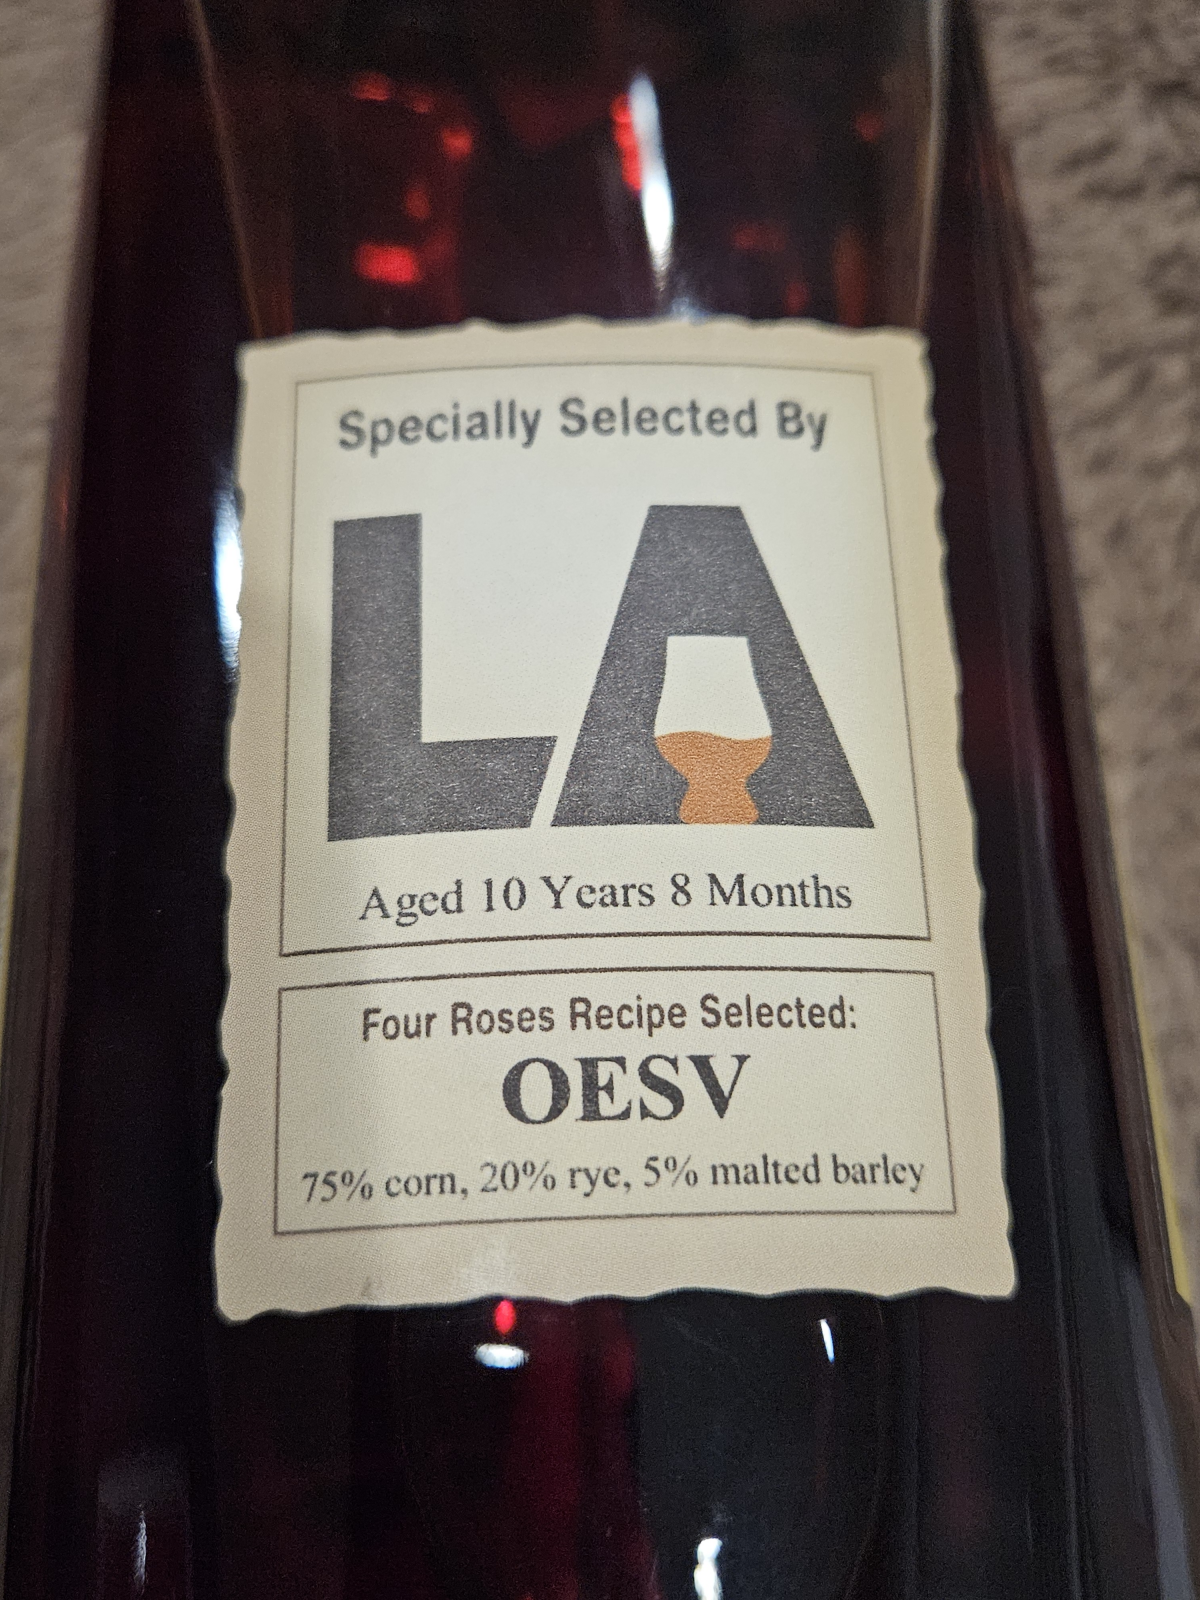 Specially Selected By
LA
Aged 10 Years 8 Months
Four Roses Recipe Selected:
OESV
75% corn, 20% rye, 5% malted barley